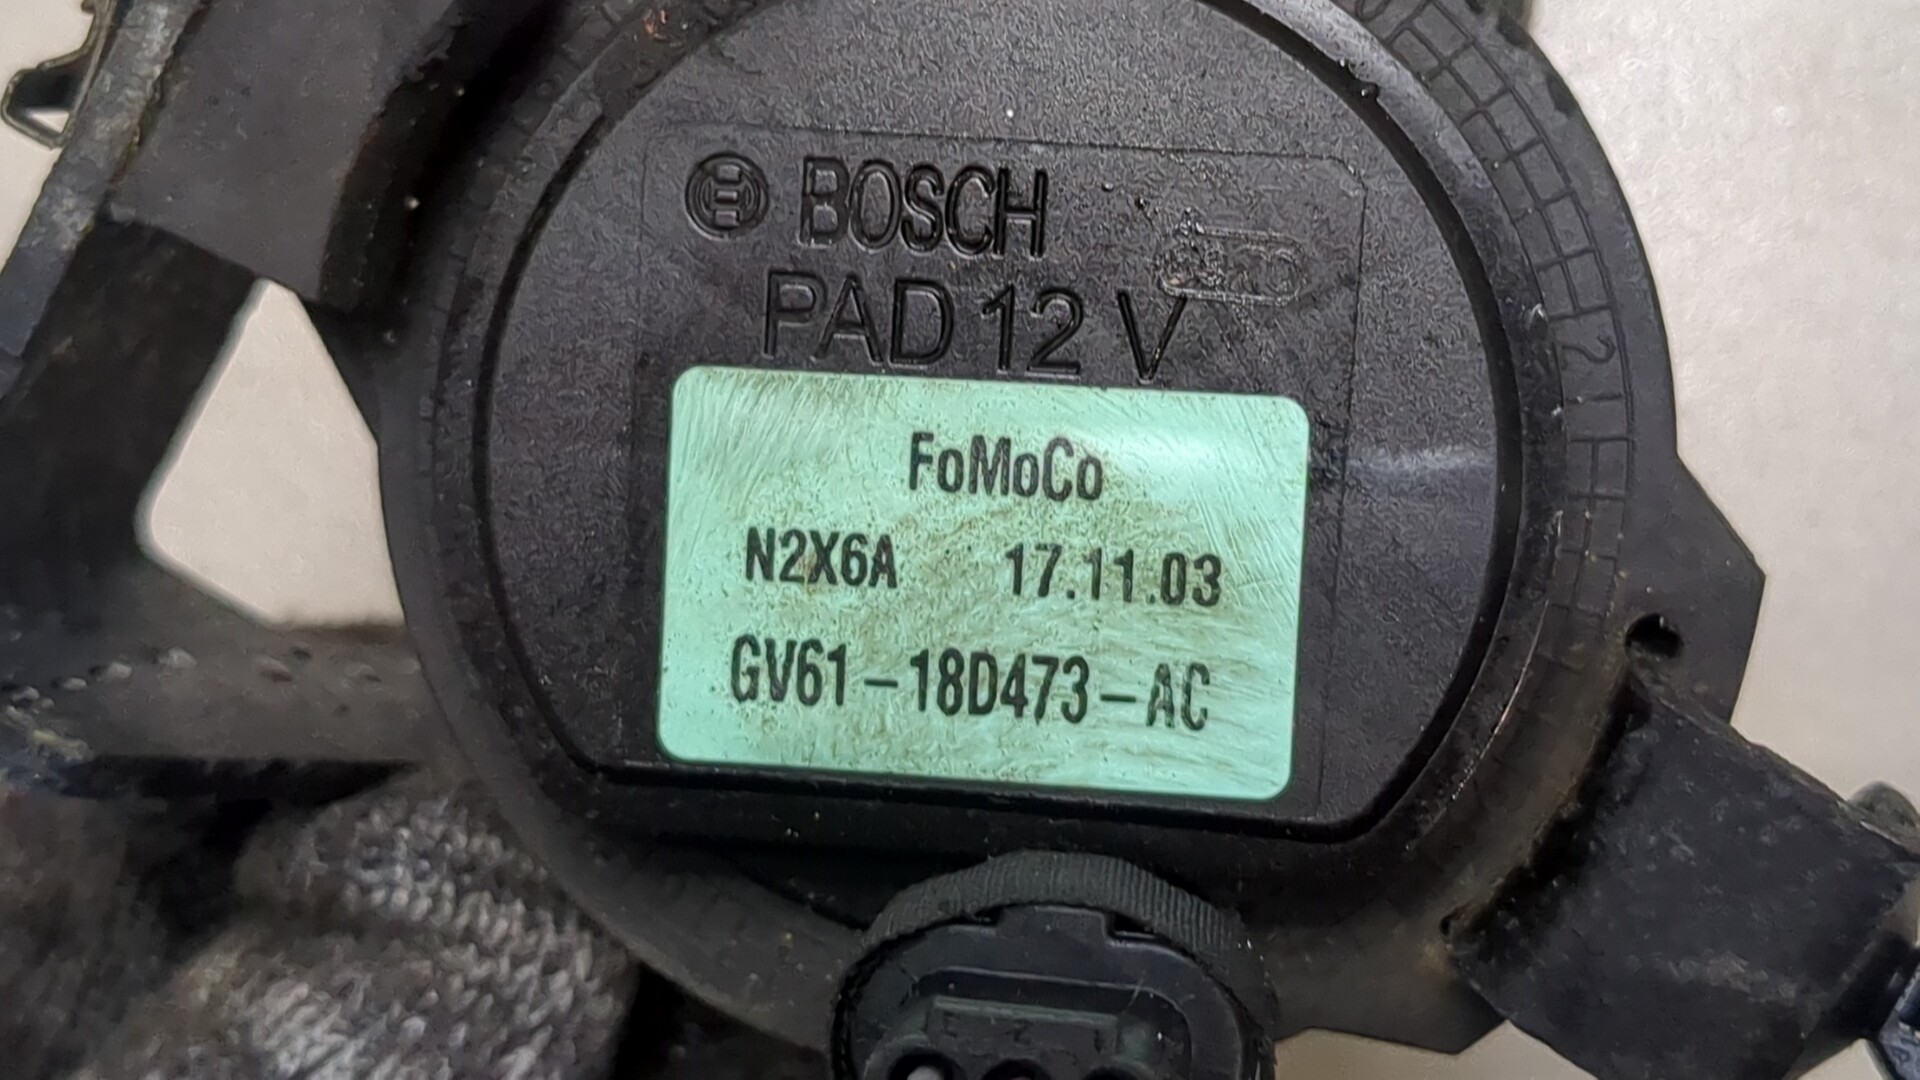 BOSCH
PAD 12 V
FoMoCo
N2X6A 17.11.03
GV61-18D473-AC